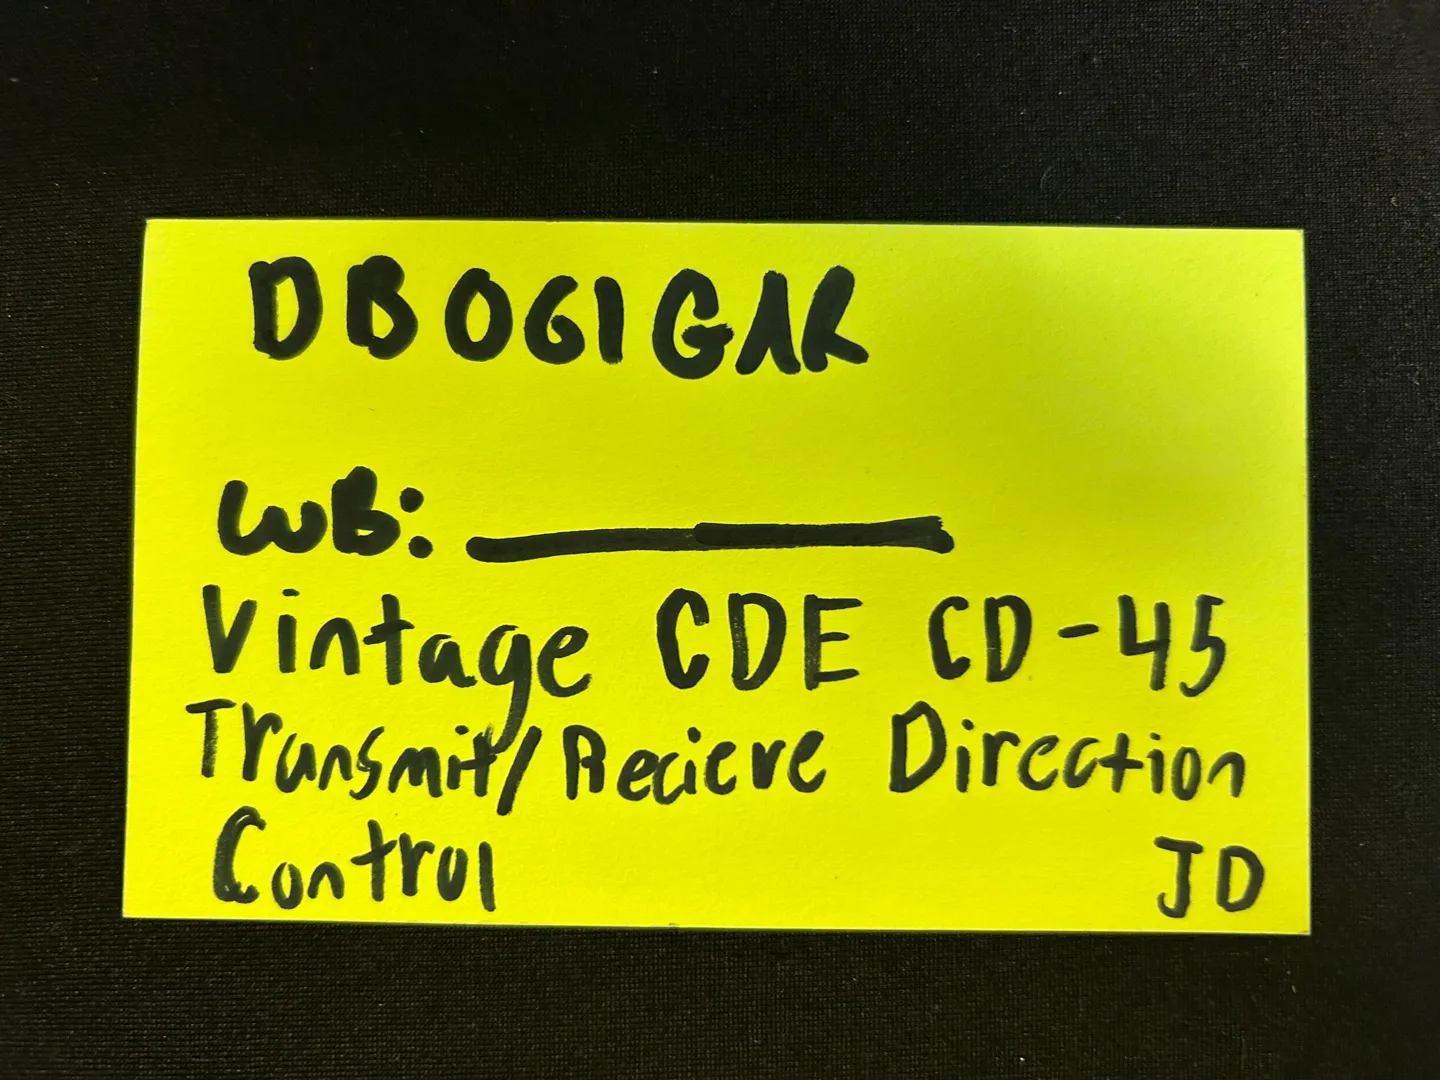 DB061GAR
WB:
Vintage CDE CD-45
Transmit/Recieve Direction
Control JD